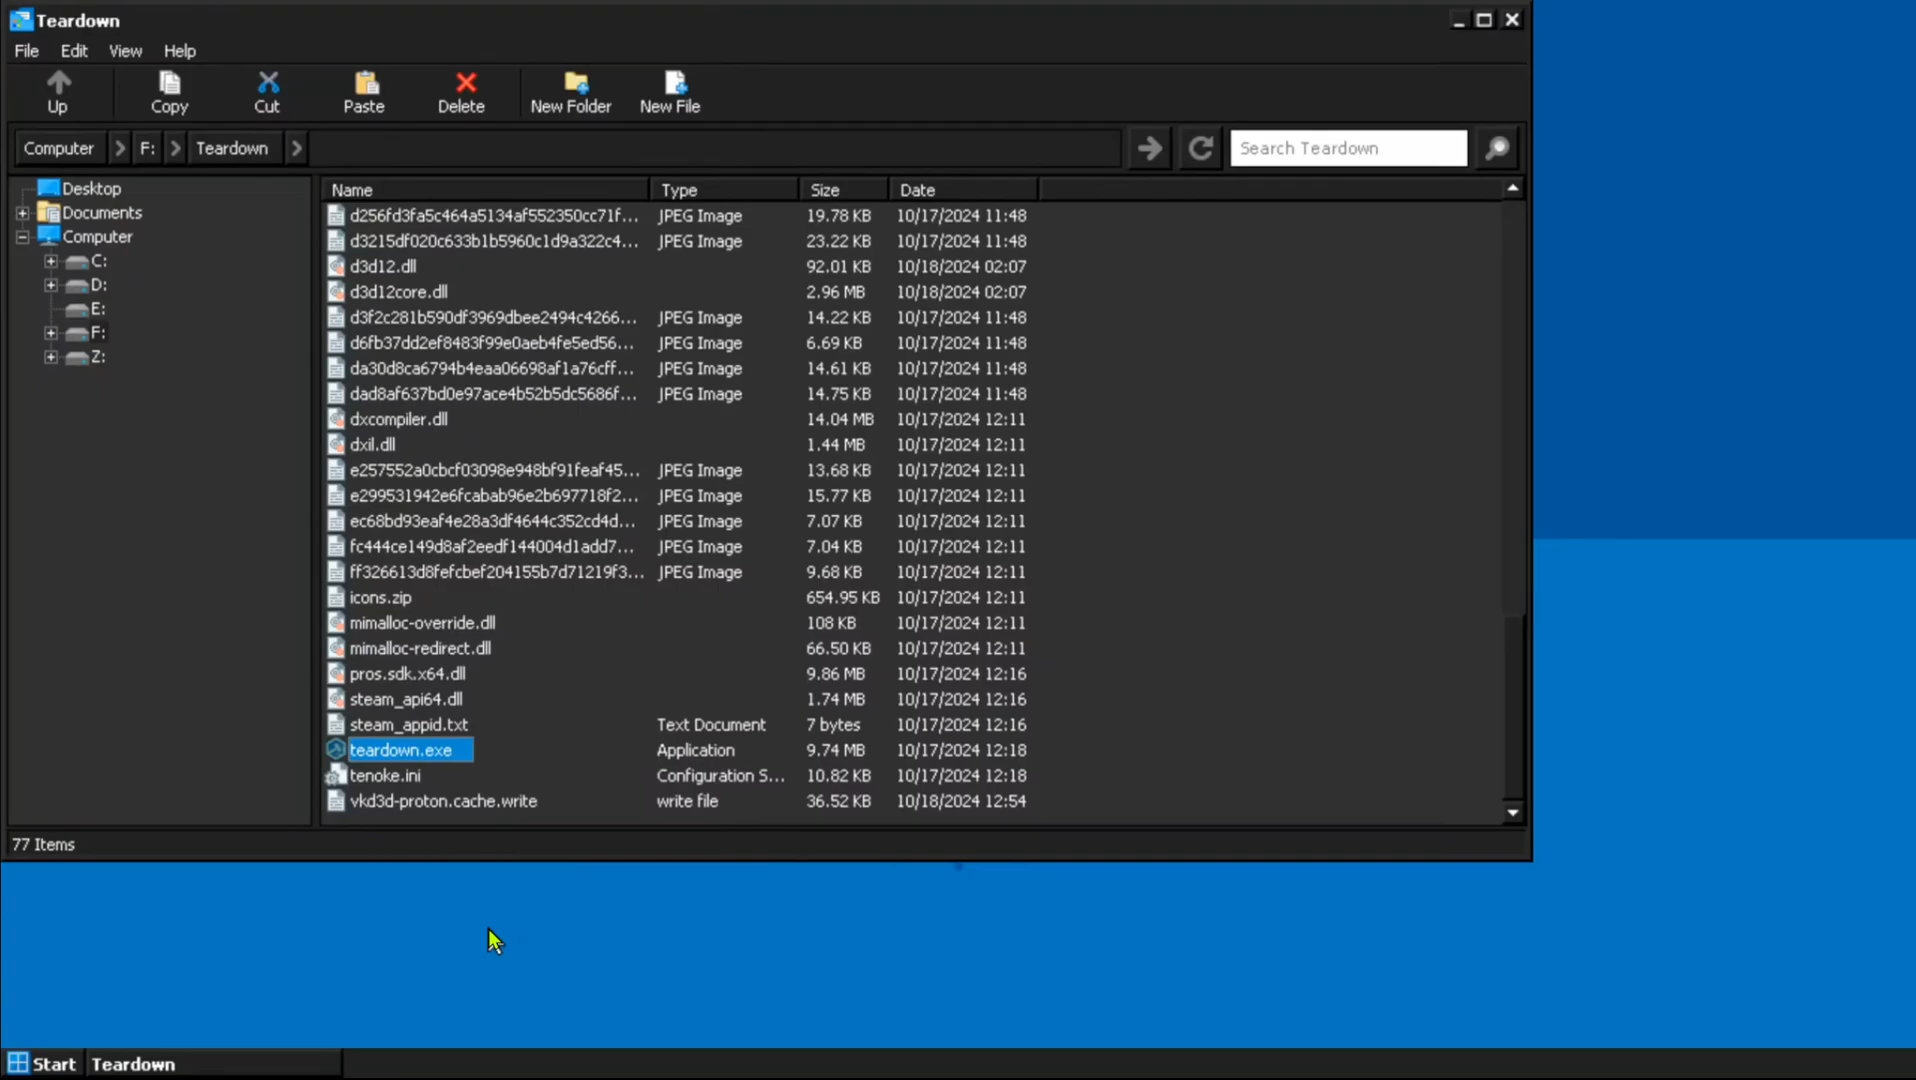 Teardown
File Edit View Help
Up Copy Cut Paste Delete New Folder New File
Computer F: Teardown Search Teardown
Desktop
Documents
Computer
C:
D:
E:
F:
Z:
Name Type Size Date
d256fd3fa5c464a5134af552350cc71f... JPEG Image 19.78 KB 10/17/2024 11:48
d3215df020c633b1b5960c1d9a322c4... JPEG Image 23.22 KB 10/17/2024 11:48
d3d12.dll 92.01 KB 10/18/2024 02:07
d3d12core.dll 2.96 MB 10/18/2024 02:07
d3f2c281b590df3969dbee2494c4266... JPEG Image 14.22 KB 10/17/2024 11:48
d6fb37dd2ef8483f99e0aeb4fe5ed56... JPEG Image 6.69 KB 10/17/2024 11:48
da30d8ca6794b4eaa06698af1a76cff... JPEG Image 14.61 KB 10/17/2024 11:48
dad8af637bd0e97ace4b52b5dc5686f... JPEG Image 14.75 KB 10/17/2024 11:48
dxcompiler.dll 14.04 MB 10/17/2024 12:11
dxil.dll 1.44 MB 10/17/2024 12:11
e257552a0cbcf03098e948bf91feaf45... JPEG Image 13.68 KB 10/17/2024 12:11
e299531942e6fcabab96e2b697718f2... JPEG Image 15.77 KB 10/17/2024 12:11
ec68bd93eaf4e28a3df4644c352cd4d... JPEG Image 7.07 KB 10/17/2024 12:11
fc444ce149d8af2eedf144004d1add7... JPEG Image 7.04 KB 10/17/2024 12:11
ff326613d8fefcbef204155b7d71219f3... JPEG Image 9.68 KB 10/17/2024 12:11
icons.zip 654.95 KB 10/17/2024 12:11
mimalloc-override.dll 108 KB 10/17/2024 12:11
mimalloc-redirect.dll 66.50 KB 10/17/2024 12:11
pros.sdk.x64.dll 9.86 MB 10/17/2024 12:16
steam_api64.dll 1.74 MB 10/17/2024 12:16
steam_appid.txt Text Document 7 bytes 10/17/2024 12:16
teardown.exe Application 9.74 MB 10/17/2024 12:18
tenoke.ini Configuration S... 10.82 KB 10/17/2024 12:18
vkd3d-proton.cache.write write file 36.52 KB 10/18/2024 12:54
77 Items
Start Teardown